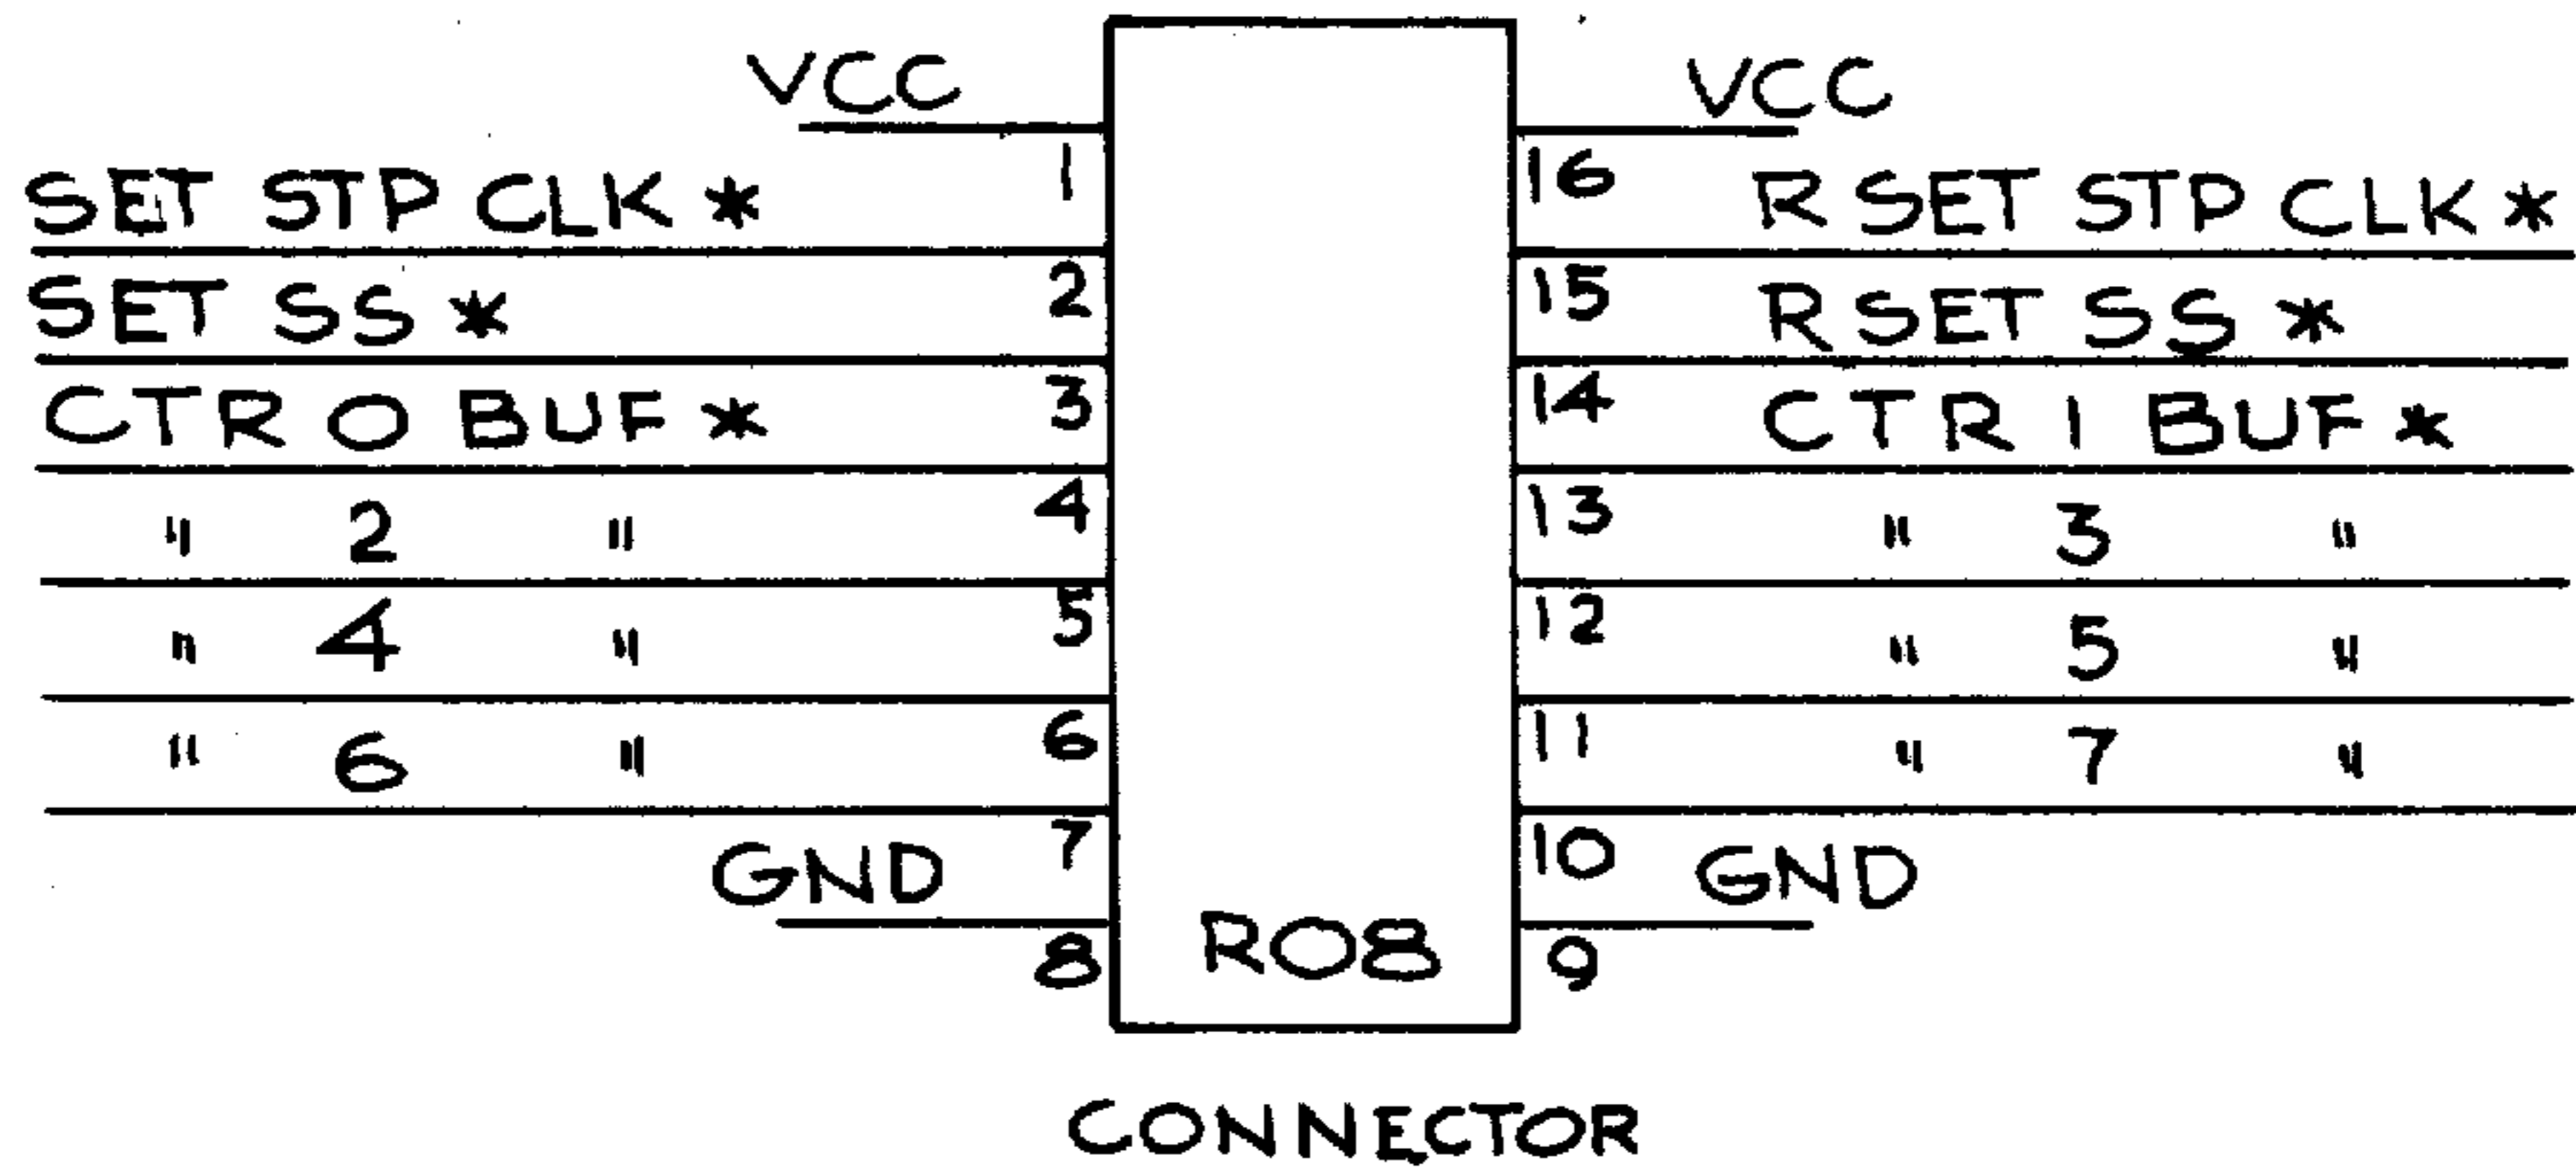 VCC VCC
1 16
SET STP CLK * RSET STP CLK *
2 15
SET SS * RSET SS *
3 14
CTR 0 BUF * CTR 1 BUF *
4 13
" 2 " " 3 "
5 12
" 4 " " 5 "
6 11
" 6 " " 7 "
7 10
GND GND
8 R08 9
CONNECTOR